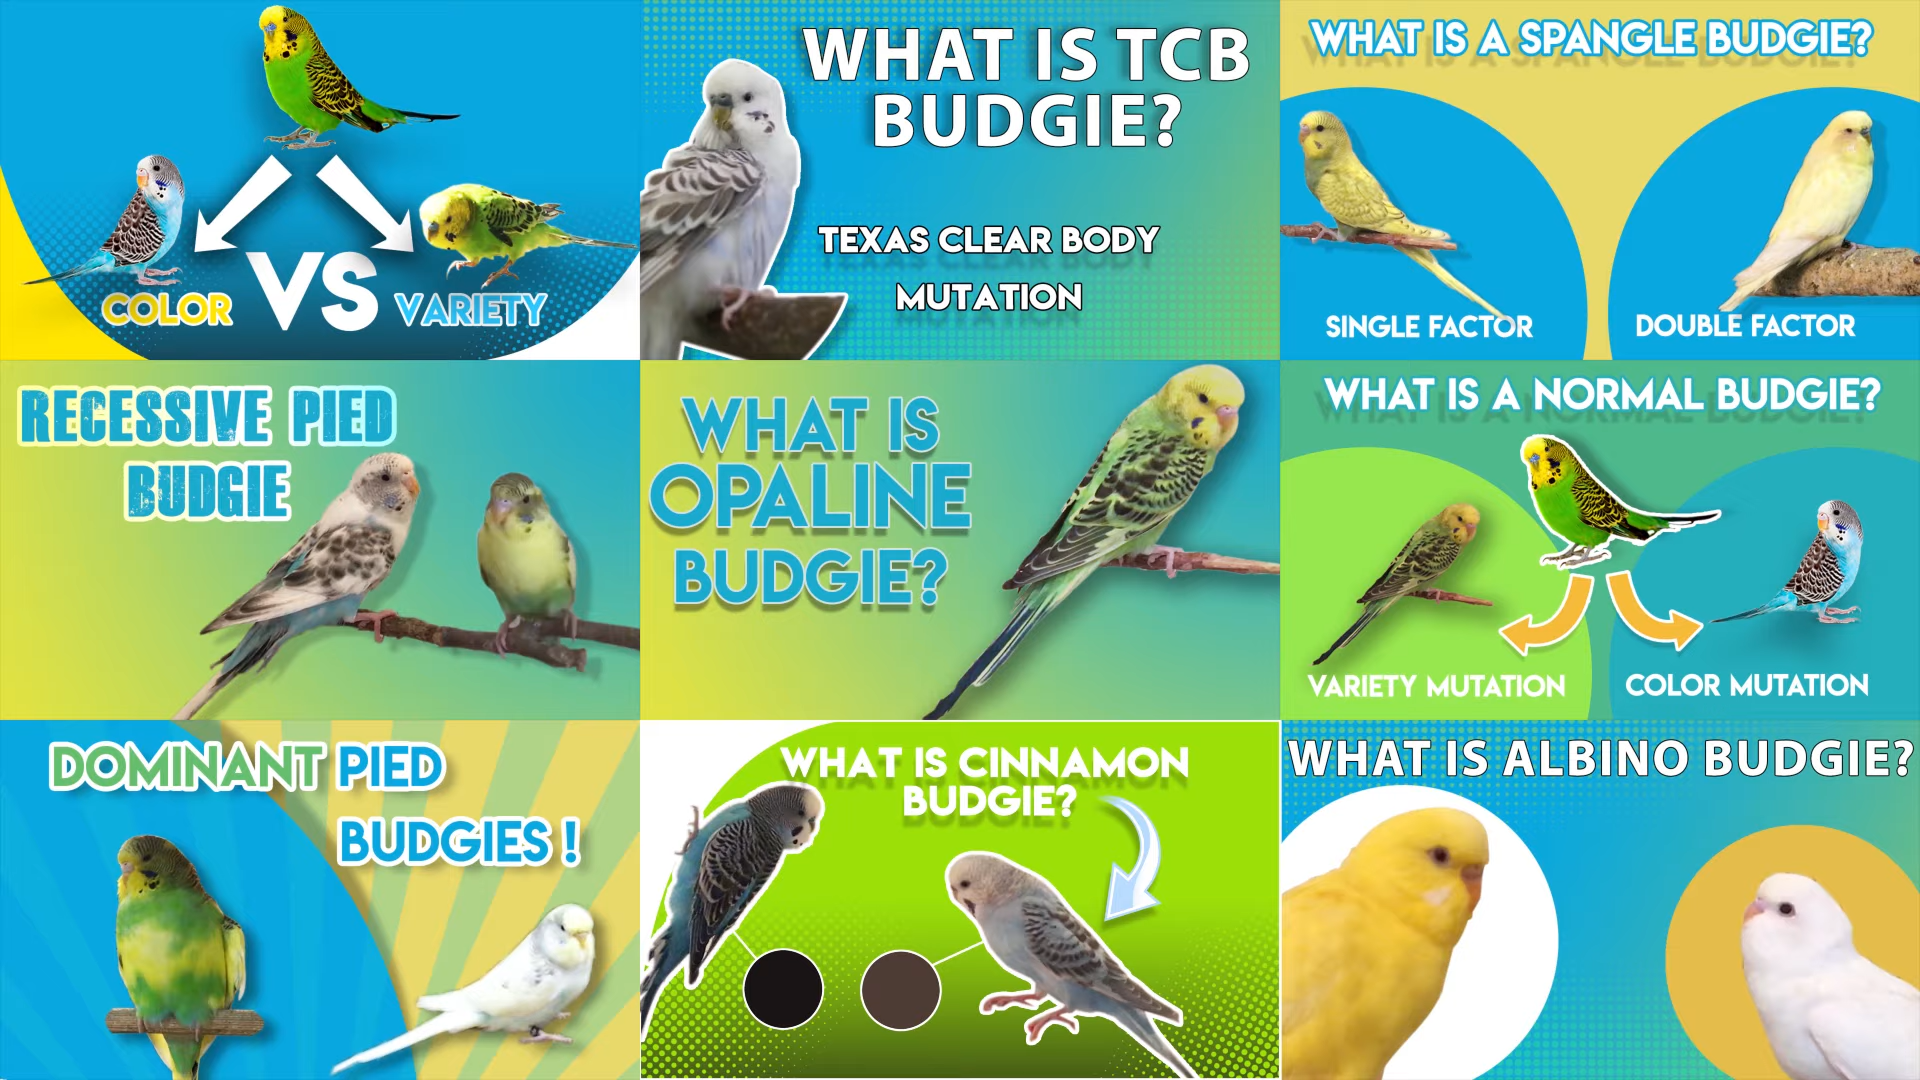 VS
COLOR
VARIETY
WHAT IS TCB
BUDGIE?
TEXAS CLEAR BODY
MUTATION
WHAT IS A SPANGLE BUDGIE?
SINGLE FACTOR
DOUBLE FACTOR
RECESSIVE PIED
BUDGIE
WHAT IS
OPALINE
BUDGIE?
WHAT IS A NORMAL BUDGIE?
VARIETY MUTATION
COLOR MUTATION
DOMINANT PIED
BUDGIES !
WHAT IS CINNAMON
BUDGIE?
WHAT IS ALBINO BUDGIE?